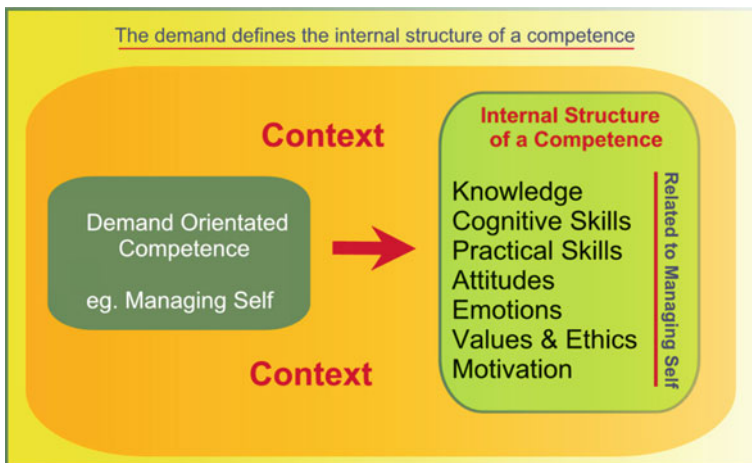 The demand defines the internal structure of a competence
Context
Internal Structure
of a Competence
Demand Orientated
Competence
eg. Managing Self
Knowledge
Cognitive Skills
Practical Skills
Attitudes
Emotions
Values & Ethics
Motivation
Related to Managing Self
Context